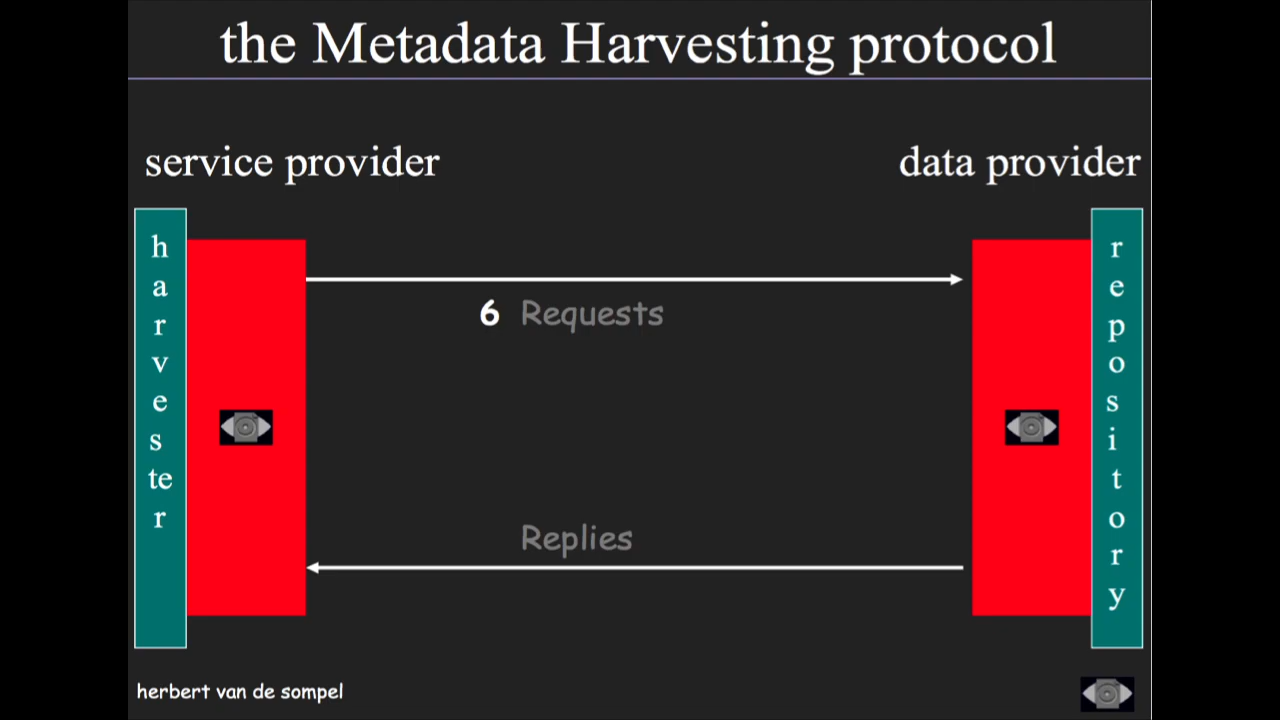 the Metadata Harvesting protocol
service provider
data provider
h
a
r
v
e
s
te
r
6 Requests
Replies
r
e
p
o
s
i
t
o
r
y
herbert van de sompel